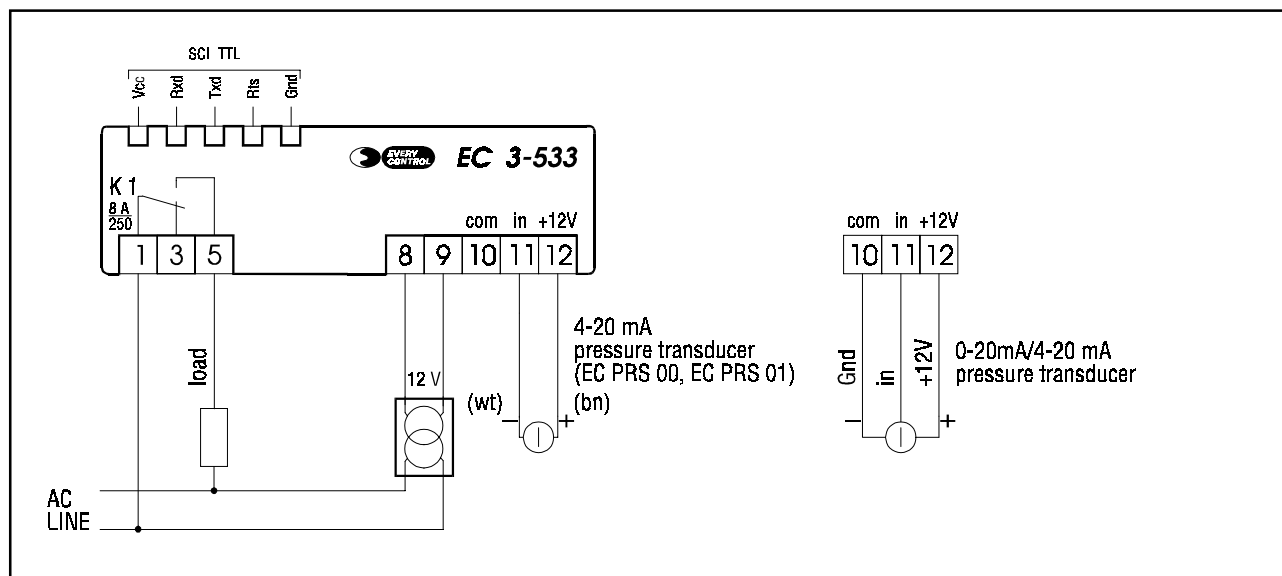 SCI TTL
Vcc Rxd Txd Rts Gnd
EVERY CONTROL
EC 3-533
K 1
8 A
250
com in +12V
1 3 5 8 9 10 11 12
load
12 V
4-20 mA
pressure transducer
(EC PRS 00, EC PRS 01)
(wt) (bn)
− +
AC
LINE
com in +12V
10 11 12
Gnd in +12V
0-20mA/4-20 mA
pressure transducer
− +